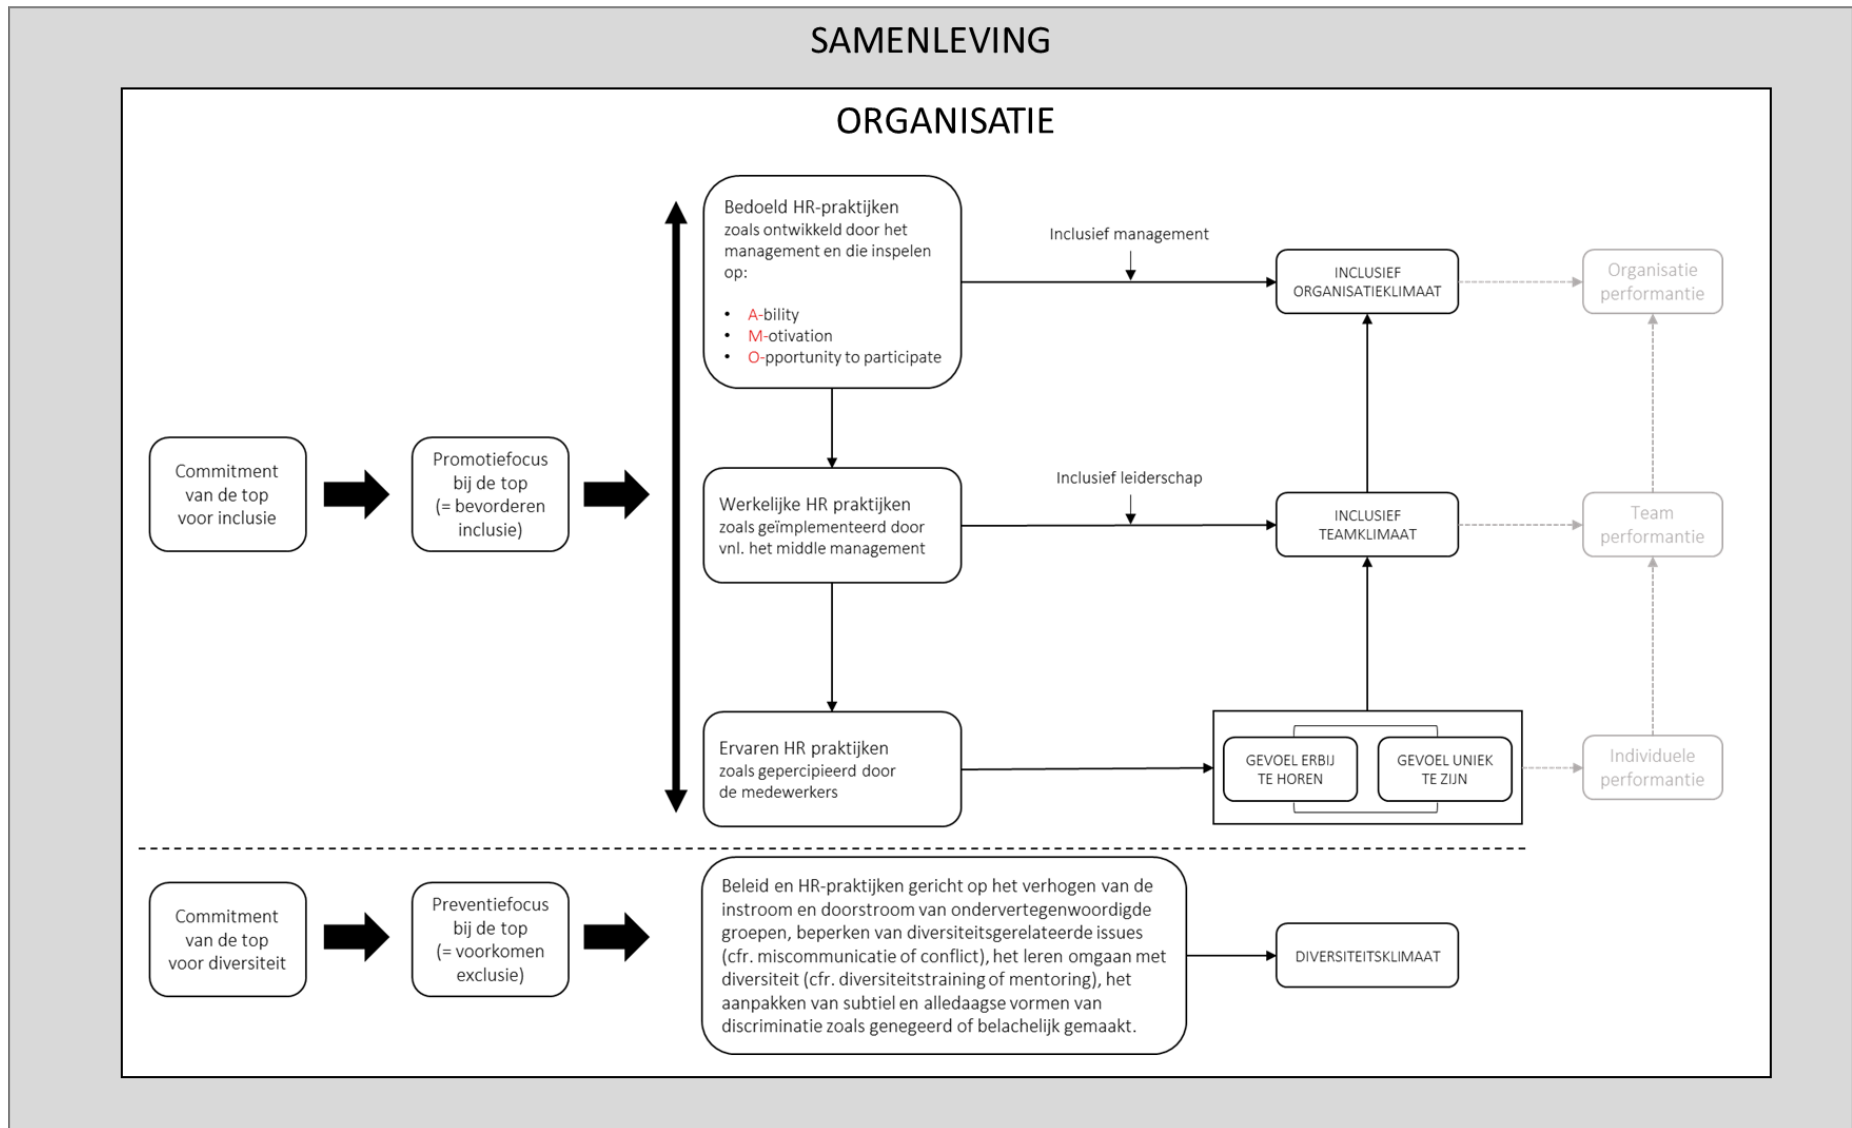 SAMENLEVING
ORGANISATIE
Bedoeld HR-praktijken
zoals ontwikkeld door het
management en die inspelen
op:
• A-bility
• M-otivation
• O-pportunity to participate
Inclusief management
INCLUSIEF
ORGANISATIEKLIMAAT
Organisatie
performantie
Commitment
van de top
voor inclusie
Promotiefocus
bij de top
(= bevorderen
inclusie)
Werkelijke HR praktijken
zoals geïmplementeerd door
vnl. het middle management
Inclusief leiderschap
INCLUSIEF
TEAMKLIMAAT
Team
performantie
Ervaren HR praktijken
zoals gepercipieerd door
de medewerkers
GEVOEL ERBIJ
TE HOREN
GEVOEL UNIEK
TE ZIJN
Individuele
performantie
Commitment
van de top
voor diversiteit
Preventiefocus
bij de top
(= voorkomen
exclusie)
Beleid en HR-praktijken gericht op het verhogen van de
instroom en doorstroom van ondervertegenwoordigde
groepen, beperken van diversiteitsgerelateerde issues
(cfr. miscommunicatie of conflict), het leren omgaan met
diversiteit (cfr. diversiteitstraining of mentoring), het
aanpakken van subtiel en alledaagse vormen van
discriminatie zoals genegeerd of belachelijk gemaakt.
DIVERSITEITSKLIMAAT